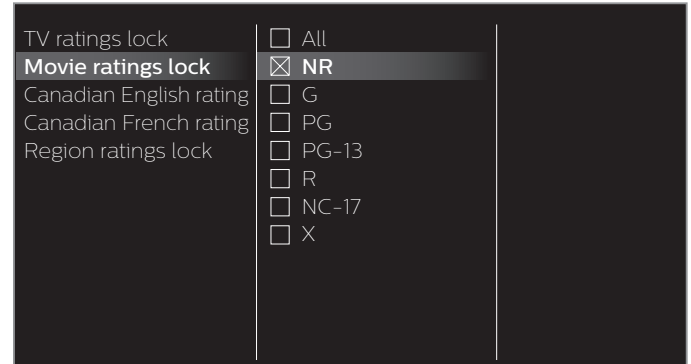 TV ratings lock
Movie ratings lock
Canadian English rating
Canadian French rating
Region ratings lock
All
NR
G
PG
PG-13
R
NC-17
X